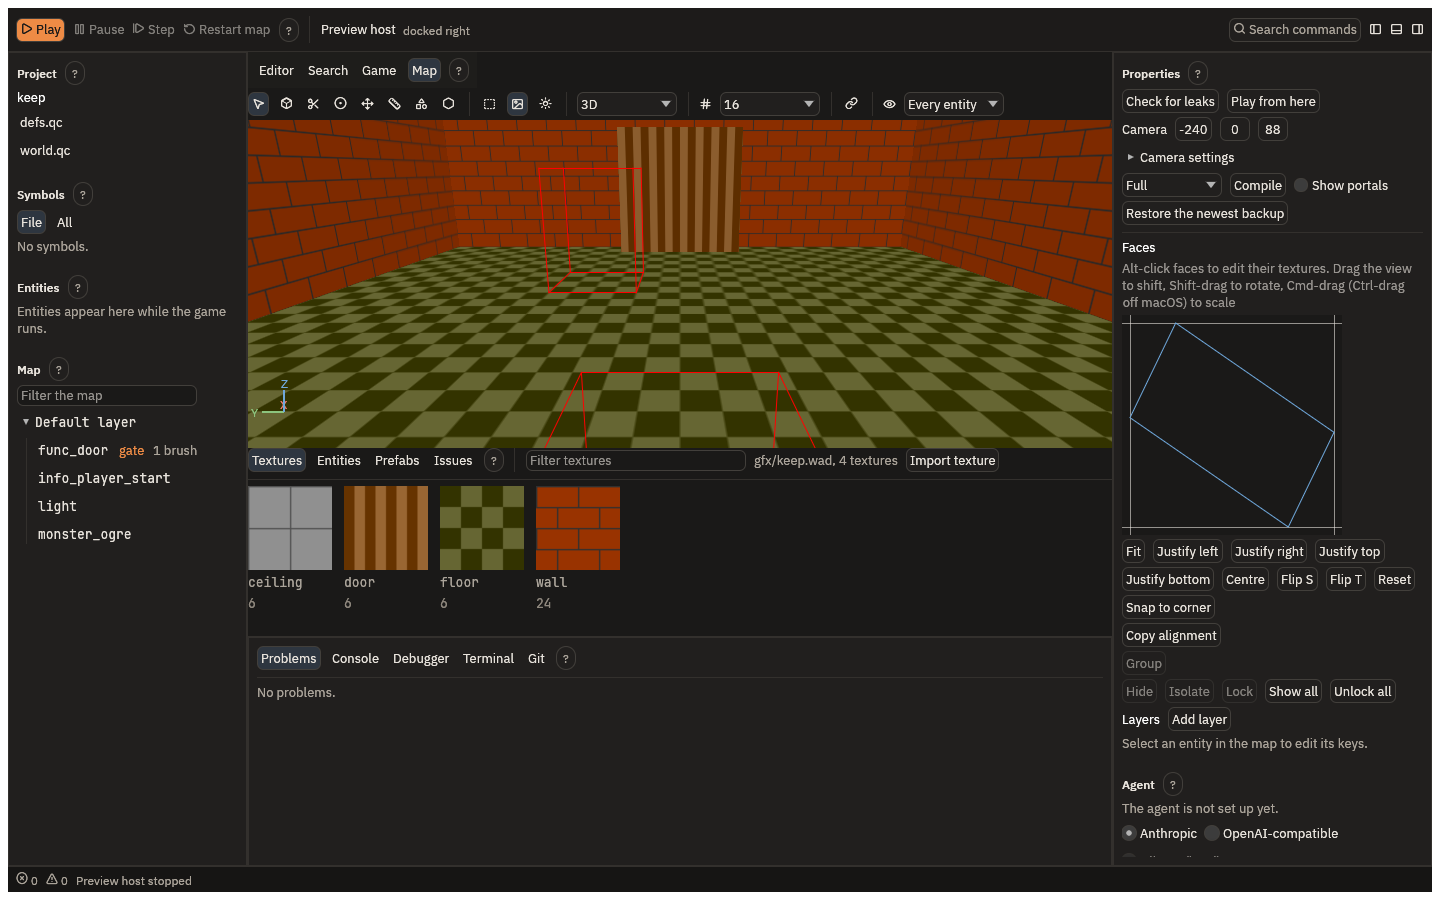 Play Pause Step Restart map ? Preview host docked right Search commands
Project ?
keep
defs.qc
world.qc
Symbols ?
File All
No symbols.
Entities ?
Entities appear here while the game
runs.
Map ?
Filter the map
Default layer
func_door gate 1 brush
info_player_start
light
monster_ogre
Editor Search Game Map ?
3D # 16 Every entity
Z
Y X
Textures Entities Prefabs Issues ? Filter textures gfx/keep.wad, 4 textures Import texture
ceiling door floor wall
6 6 6 24
Problems Console Debugger Terminal Git ?
No problems.
Properties ?
Check for leaks Play from here
Camera -240 0 88
Camera settings
Full Compile Show portals
Restore the newest backup
Faces
Alt-click faces to edit their textures. Drag the view
to shift, Shift-drag to rotate, Cmd-drag (Ctrl-drag
off macOS) to scale
Fit Justify left Justify right Justify top
Justify bottom Centre Flip S Flip T Reset
Snap to corner
Copy alignment
Group
Hide Isolate Lock Show all Unlock all
Layers Add layer
Select an entity in the map to edit its keys.
Agent ?
The agent is not set up yet.
Anthropic OpenAI-compatible
0 0 Preview host stopped